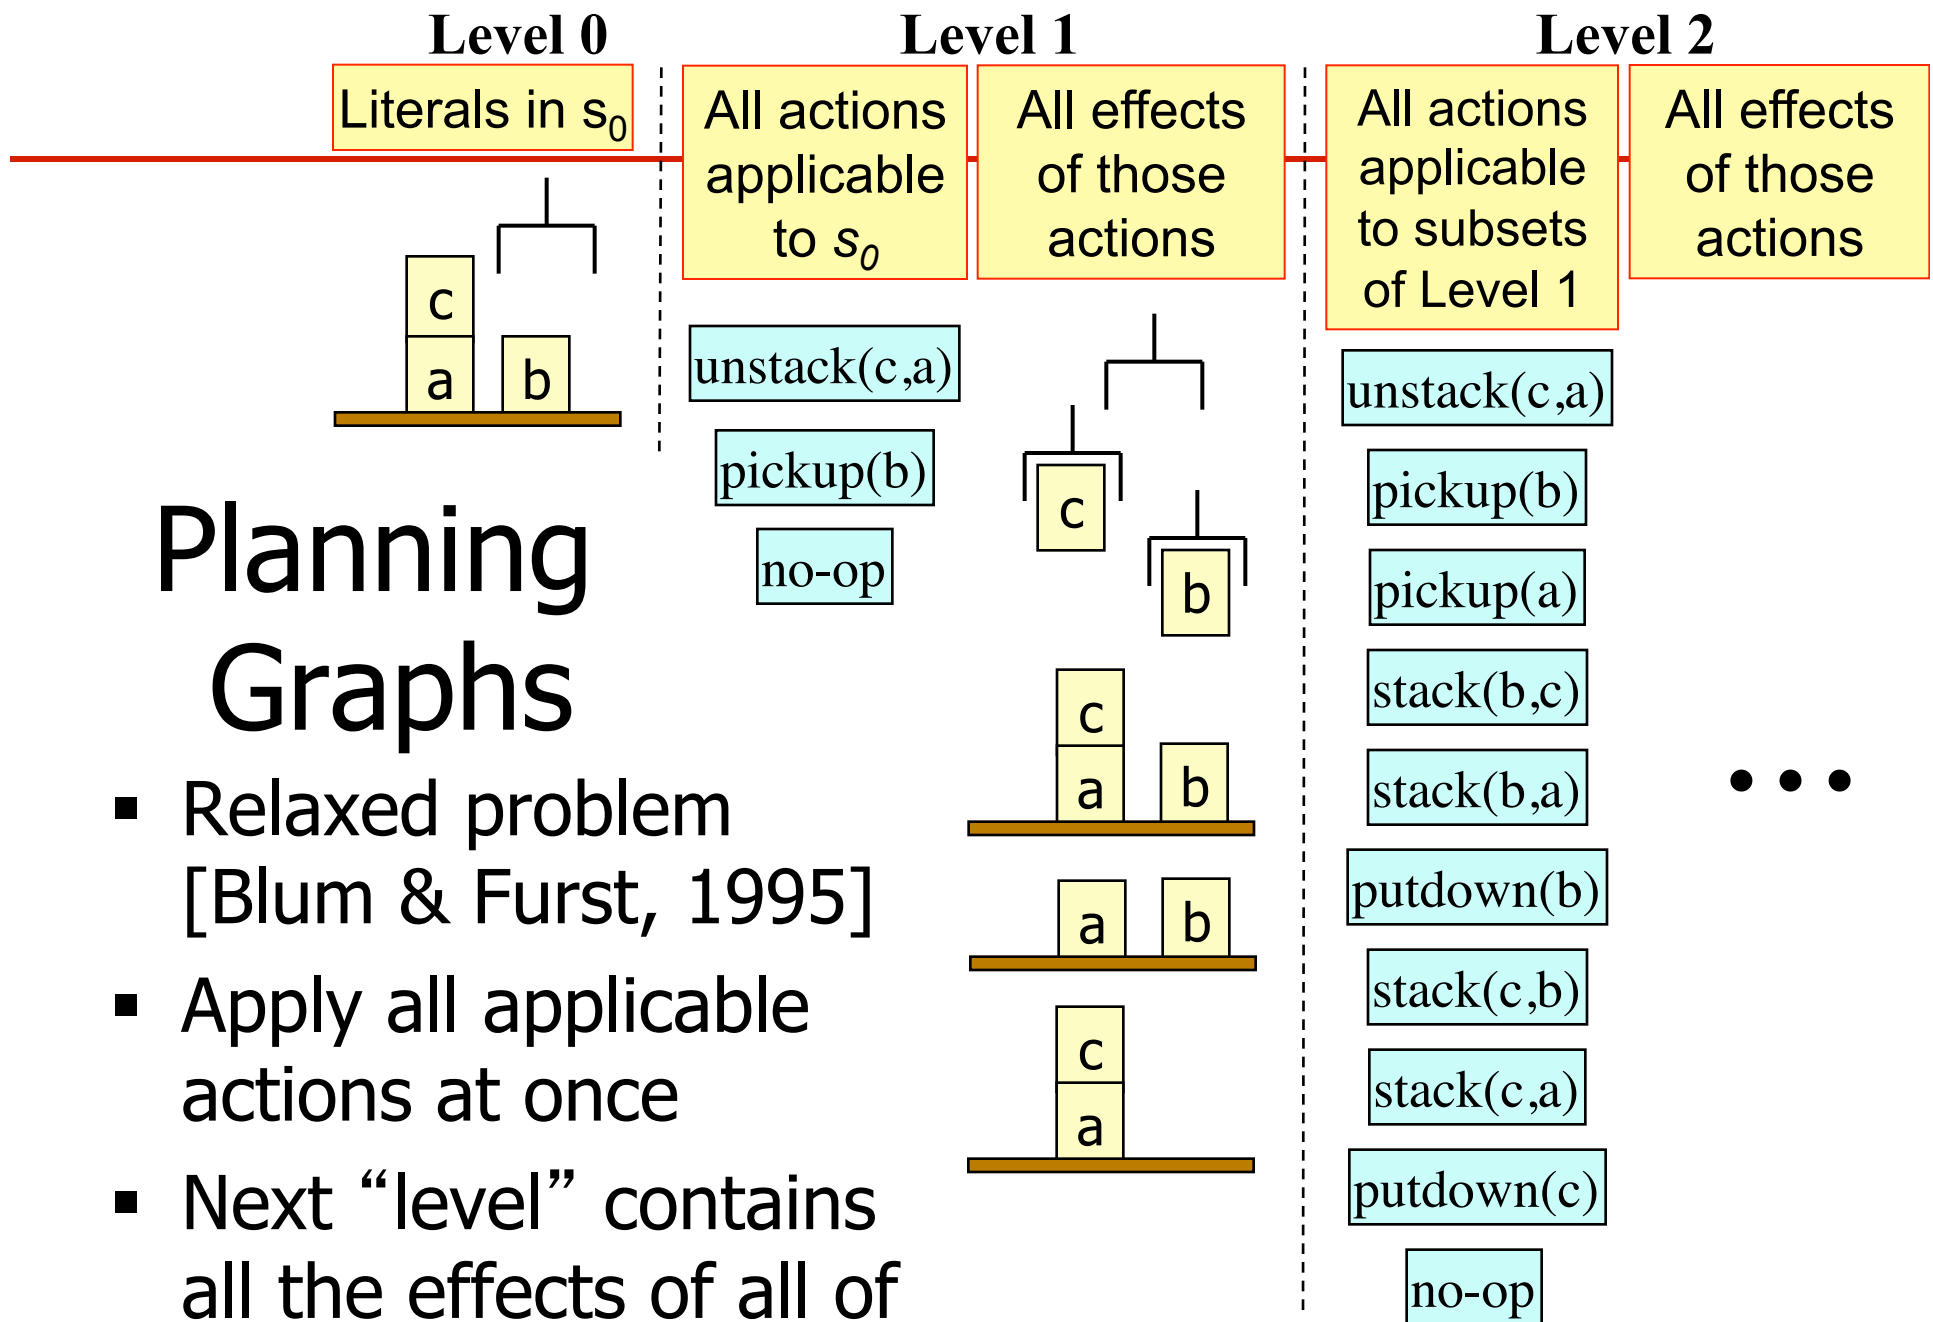 Level 0
Level 1
Level 2
Literals in s0
All actions
applicable
to s0
All effects
of those
actions
All actions
applicable
to subsets
of Level 1
All effects
of those
actions
c
a b
unstack(c,a)
pickup(b)
no-op
c
b
c
a b
a b
c
a
unstack(c,a)
pickup(b)
pickup(a)
stack(b,c)
stack(b,a)
putdown(b)
stack(c,b)
stack(c,a)
putdown(c)
no-op
•••
Planning
Graphs
▪ Relaxed problem
[Blum & Furst, 1995]
▪ Apply all applicable
actions at once
▪ Next “level” contains
all the effects of all of